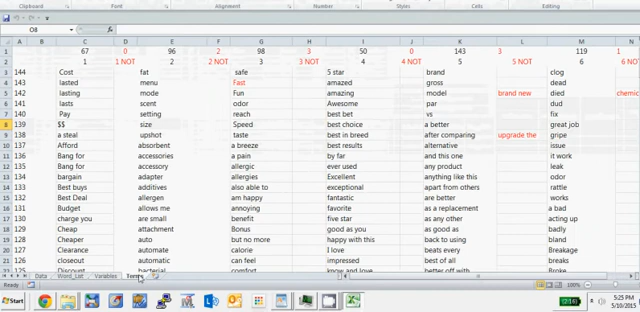 Clipboard Font Alignment Number Styles Cells Editing
O8 fx
A B C D E F G H I J K L M N
1 67 0 96 2 98 3 50 0 143 3 119 1
2 1 1 NOT 2 2 NOT 3 3 NOT 4 4 NOT 5 5 NOT 6 6 NOT
3 144 Cost fat safe 5 star brand clog
4 143 lasted menu Fast amazed gross dead
5 142 lasting mode Fun amazing model brand new died chemic
6 141 lasts scent odor Awesome par dud
7 140 Pay setting reach best bet vs fix
8 139 $$ size Speed best choice a better great job
9 138 a steal upshot taste best in breed after comparing upgrade the gripe
10 137 Afford absorbent a breeze best results alternative issue
11 136 Bang for accessories a pain by far and this one it work
12 135 Bang for accessory allergic ever used any product leak
13 134 bargain adapter allergies Excellent anything like this odor
14 133 Best buys additives also able to exceptional apart from others rattle
15 132 Best Deal allergen am happy fantastic are better works
16 131 Budget allows me annoying favorite as a replacement a bad
17 130 charge you are small benefit five star as any other acting up
18 129 Cheap attachment Bonus good as you as good as badly
19 128 Cheaper auto but no more happy with this back to using bland
20 127 Clearance automate calorie I love beats every Breakage
21 126 closeout automatic can feel impressed best of all breaks
125 Discount bacterial
Data Word_List Variables Terms
Ready 100%
Start 5:25 PM
5/10/2015